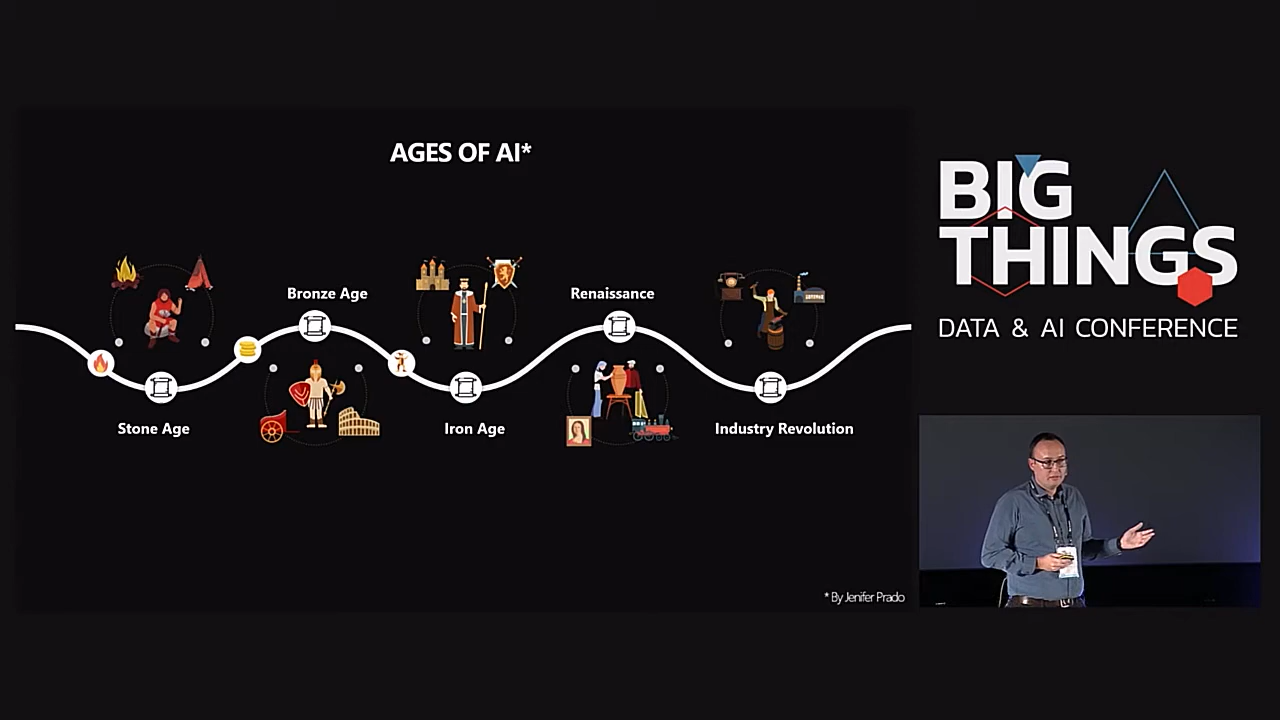 AGES OF AI*
Bronze Age
Renaissance
Stone Age
Iron Age
Industry Revolution
* By Jenifer Prado
BIG
THINGS
DATA & AI CONFERENCE